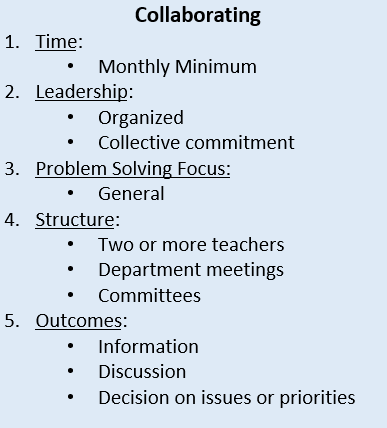 Collaborating
1. Time:
• Monthly Minimum
2. Leadership:
• Organized
• Collective commitment
3. Problem Solving Focus:
• General
4. Structure:
• Two or more teachers
• Department meetings
• Committees
5. Outcomes:
• Information
• Discussion
• Decision on issues or priorities